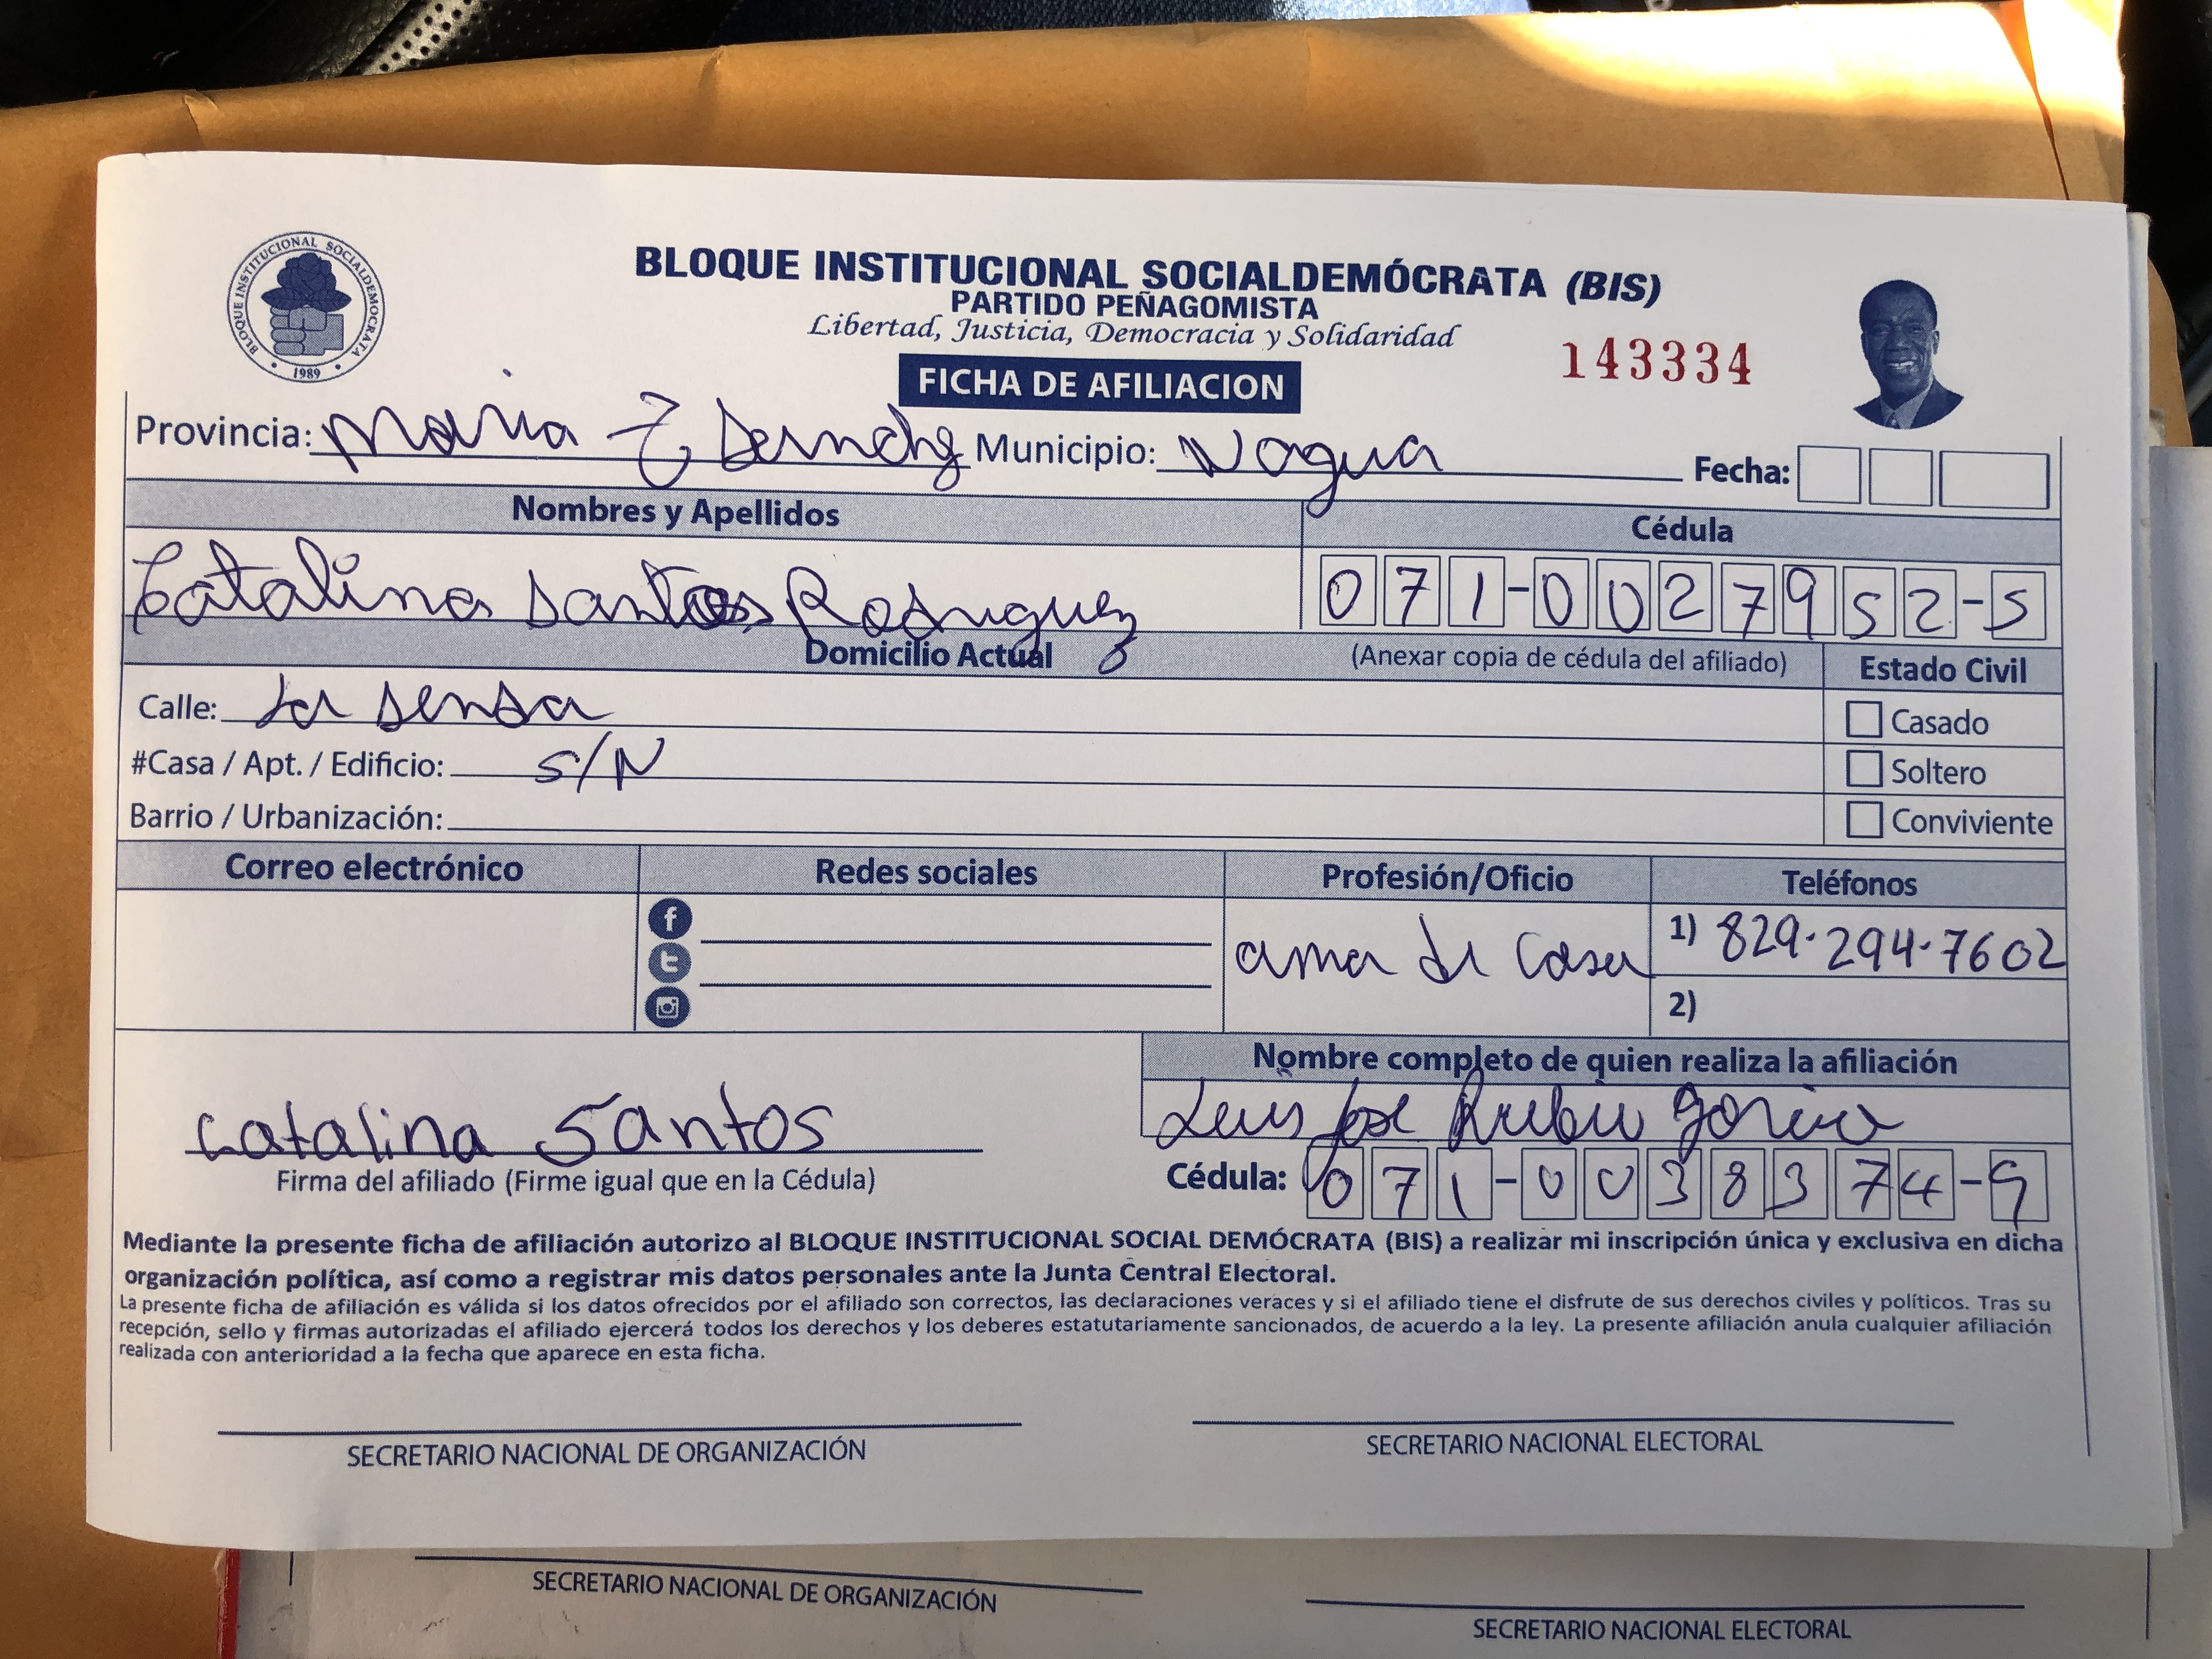 BLOQUE INSTITUCIONAL SOCIALDEMOCRATA
1989
BLOQUE INSTITUCIONAL SOCIALDEMÓCRATA (BIS)
PARTIDO PEÑAGOMISTA
Libertad, Justicia, Democracia y Solidaridad
143334
FICHA DE AFILIACION
Provincia: Maria T Municipio: Nagua Fecha:
Nombres y Apellidos Cédula
Catalina Santos Rodriguez 071-0027952-5
Domicilio Actual (Anexar copia de cédula del afiliado) Estado Civil
Calle: La Casado
#Casa / Apt. / Edificio: S/N Soltero
Barrio / Urbanización: Conviviente
Correo electrónico Redes sociales Profesión/Oficio Teléfonos
ama de casa 1) 829-294-7602
2)
Nombre completo de quien realiza la afiliación
Catalina Santos Luis Jose Rubio Garcia
Firma del afiliado (Firme igual que en la Cédula) Cédula: 071-0038374-9
Mediante la presente ficha de afiliación autorizo al BLOQUE INSTITUCIONAL SOCIAL DEMÓCRATA (BIS) a realizar mi inscripción única y exclusiva en dicha
organización política, así como a registrar mis datos personales ante la Junta Central Electoral.
La presente ficha de afiliación es válida si los datos ofrecidos por el afiliado son correctos, las declaraciones veraces y si el afiliado tiene el disfrute de sus derechos civiles y políticos. Tras su
recepción, sello y firmas autorizadas el afiliado ejercerá todos los derechos y los deberes estatutariamente sancionados, de acuerdo a la ley. La presente afiliación anula cualquier afiliación
realizada con anterioridad a la fecha que aparece en esta ficha.
SECRETARIO NACIONAL DE ORGANIZACIÓN SECRETARIO NACIONAL ELECTORAL
SECRETARIO NACIONAL DE ORGANIZACIÓN SECRETARIO NACIONAL ELECTORAL